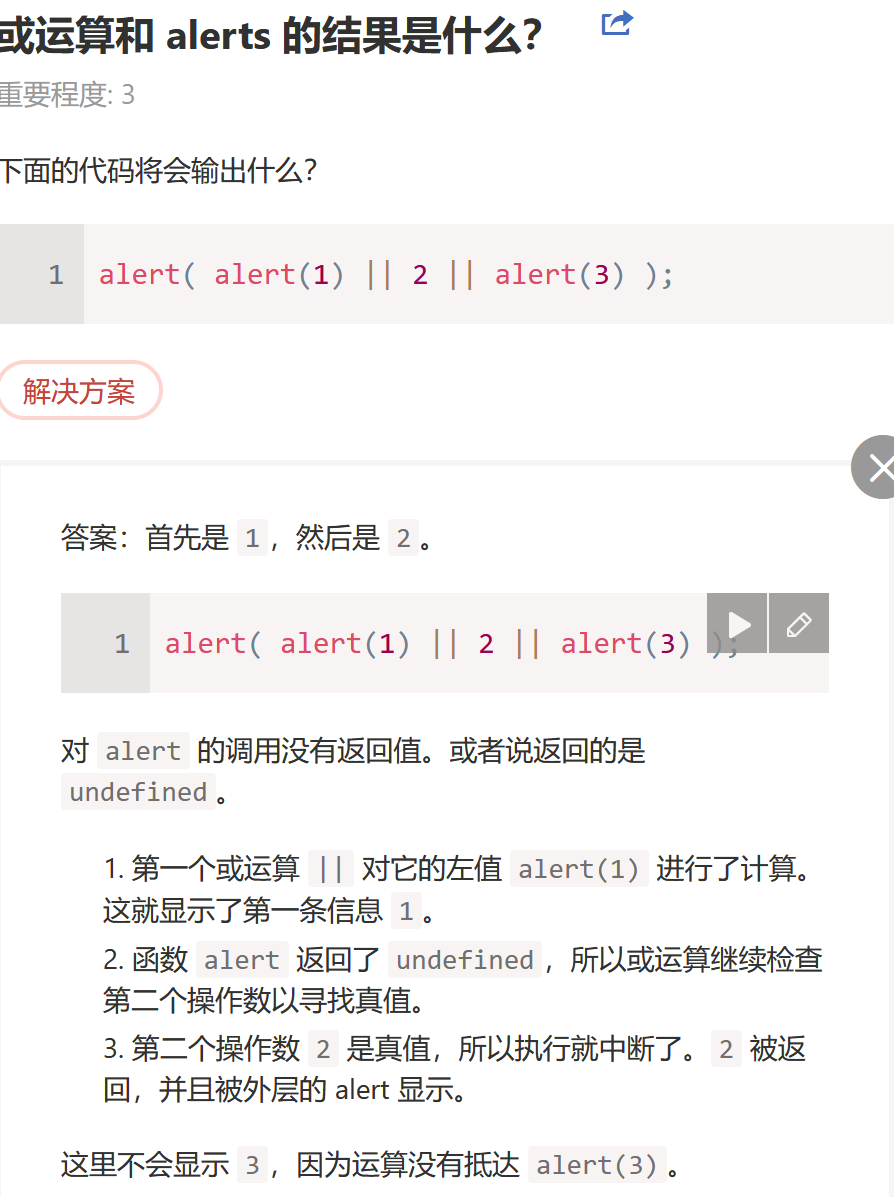 或运算和 alerts 的结果是什么？
重要程度: 3
下面的代码将会输出什么？
1 alert( alert(1) || 2 || alert(3) );
解决方案
答案：首先是 1，然后是 2。
1 alert( alert(1) || 2 || alert(3) );
对 alert 的调用没有返回值。或者说返回的是
undefined。
1. 第一个或运算 || 对它的左值 alert(1) 进行了计算。
这就显示了第一条信息 1。
2. 函数 alert 返回了 undefined，所以或运算继续检查
第二个操作数以寻找真值。
3. 第二个操作数 2 是真值，所以执行就中断了。2 被返
回，并且被外层的 alert 显示。
这里不会显示 3，因为运算没有抵达 alert(3)。